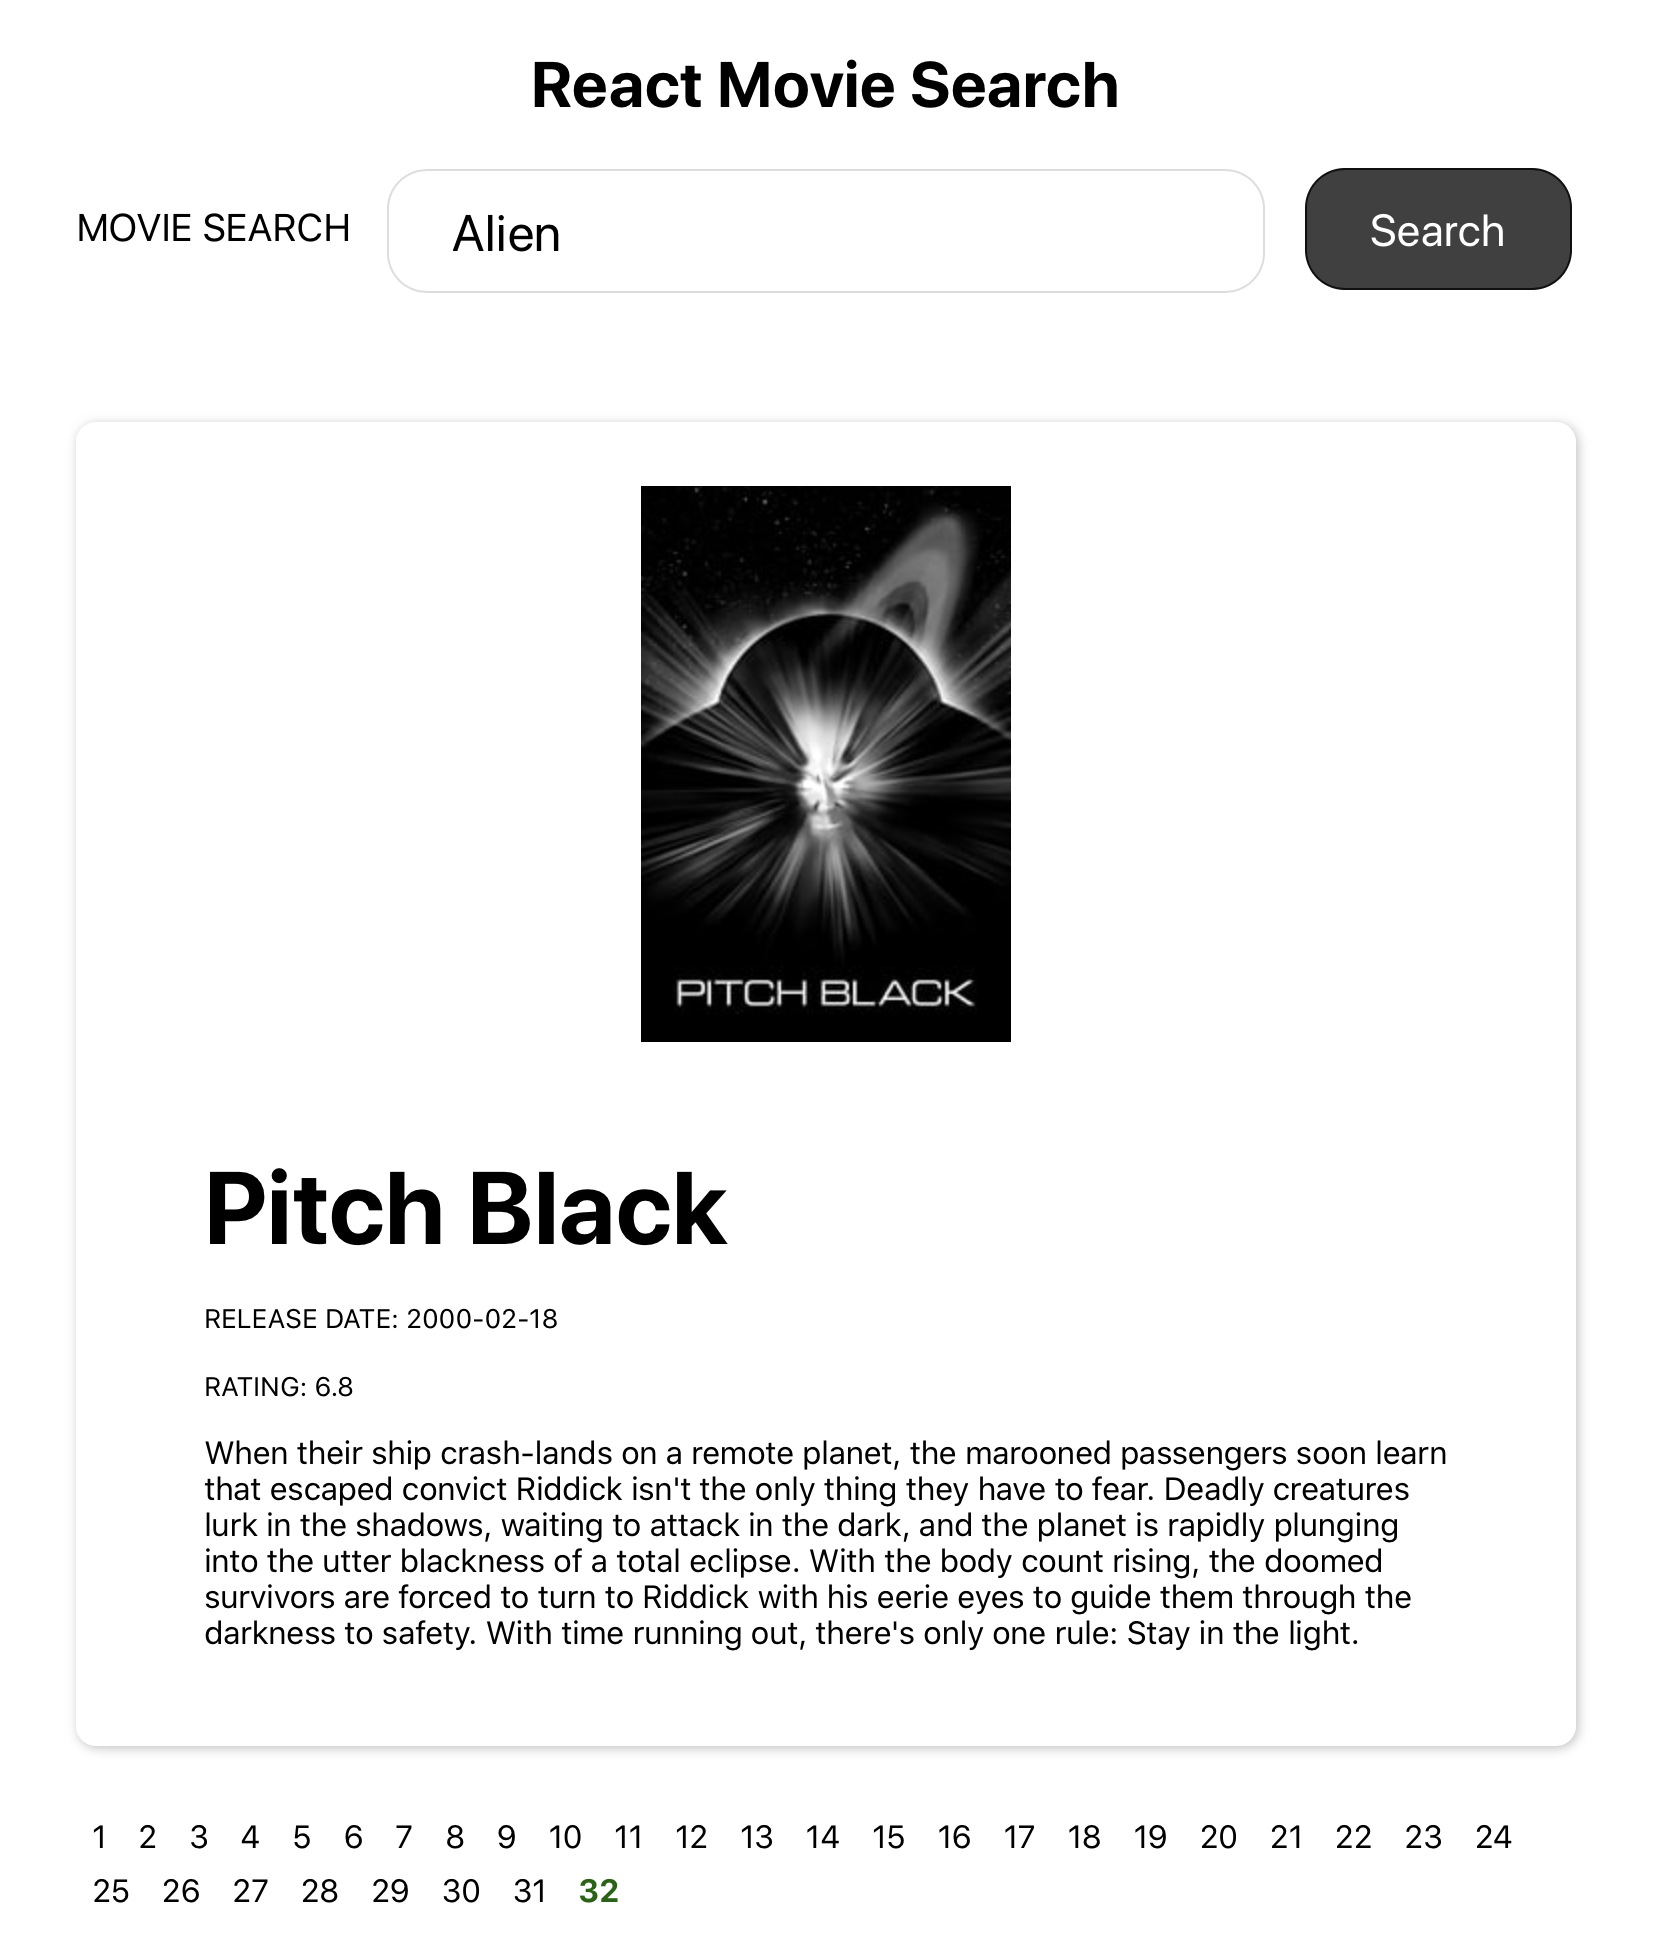 React Movie Search
MOVIE SEARCH Alien Search
PITCH BLACK
Pitch Black
RELEASE DATE: 2000-02-18
RATING: 6.8
When their ship crash-lands on a remote planet, the marooned passengers soon learn
that escaped convict Riddick isn't the only thing they have to fear. Deadly creatures
lurk in the shadows, waiting to attack in the dark, and the planet is rapidly plunging
into the utter blackness of a total eclipse. With the body count rising, the doomed
survivors are forced to turn to Riddick with his eerie eyes to guide them through the
darkness to safety. With time running out, there's only one rule: Stay in the light.
1 2 3 4 5 6 7 8 9 10 11 12 13 14 15 16 17 18 19 20 21 22 23 24
25 26 27 28 29 30 31 32